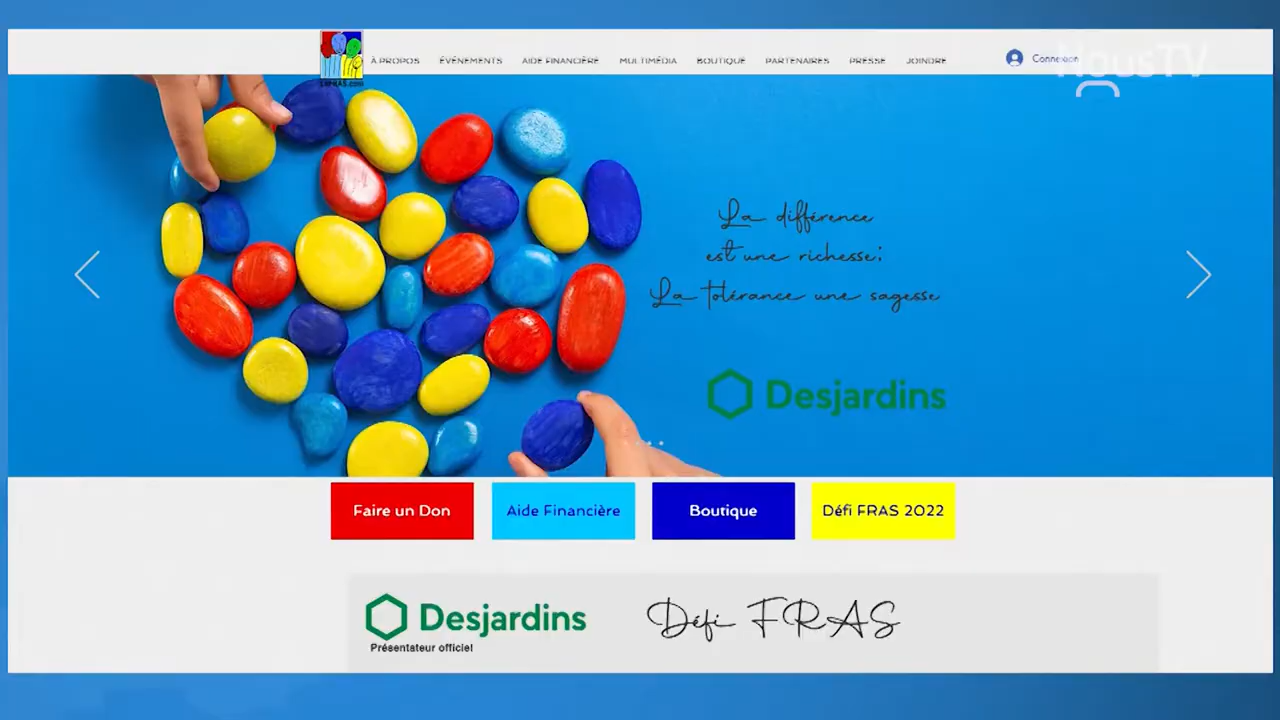 À PROPOS ÉVÉNEMENTS AIDE FINANCIÈRE MULTIMÉDIA BOUTIQUE PARTENAIRES PRESSE JOINDRE Connexion
NousTV
La différence
est une richesse;
La tolérance une sagesse
Desjardins
Faire un Don Aide Financière Boutique Défi FRAS 2022
Desjardins Défi FRAS
Présentateur officiel